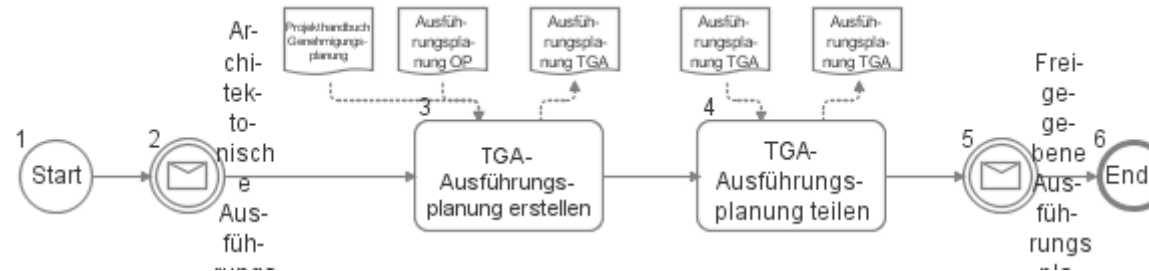 1
Start
2
Ar-
chi-
tek-
to-
nisch
e
Aus-
füh-
rungs
Projekthandbuch
Genehmigungs-
planung
Ausfüh-
rungspla-
nung OP
Ausfüh-
rungspla-
nung TGA
3
TGA-
Ausführungs-
planung erstellen
Ausfüh-
rungspla-
nung TGA
Ausfüh-
rungspla-
nung TGA
4
TGA-
Ausführungs-
planung teilen
5
Frei-
ge-
ge-
bene
Aus-
füh-
rungs
pla-
6
End